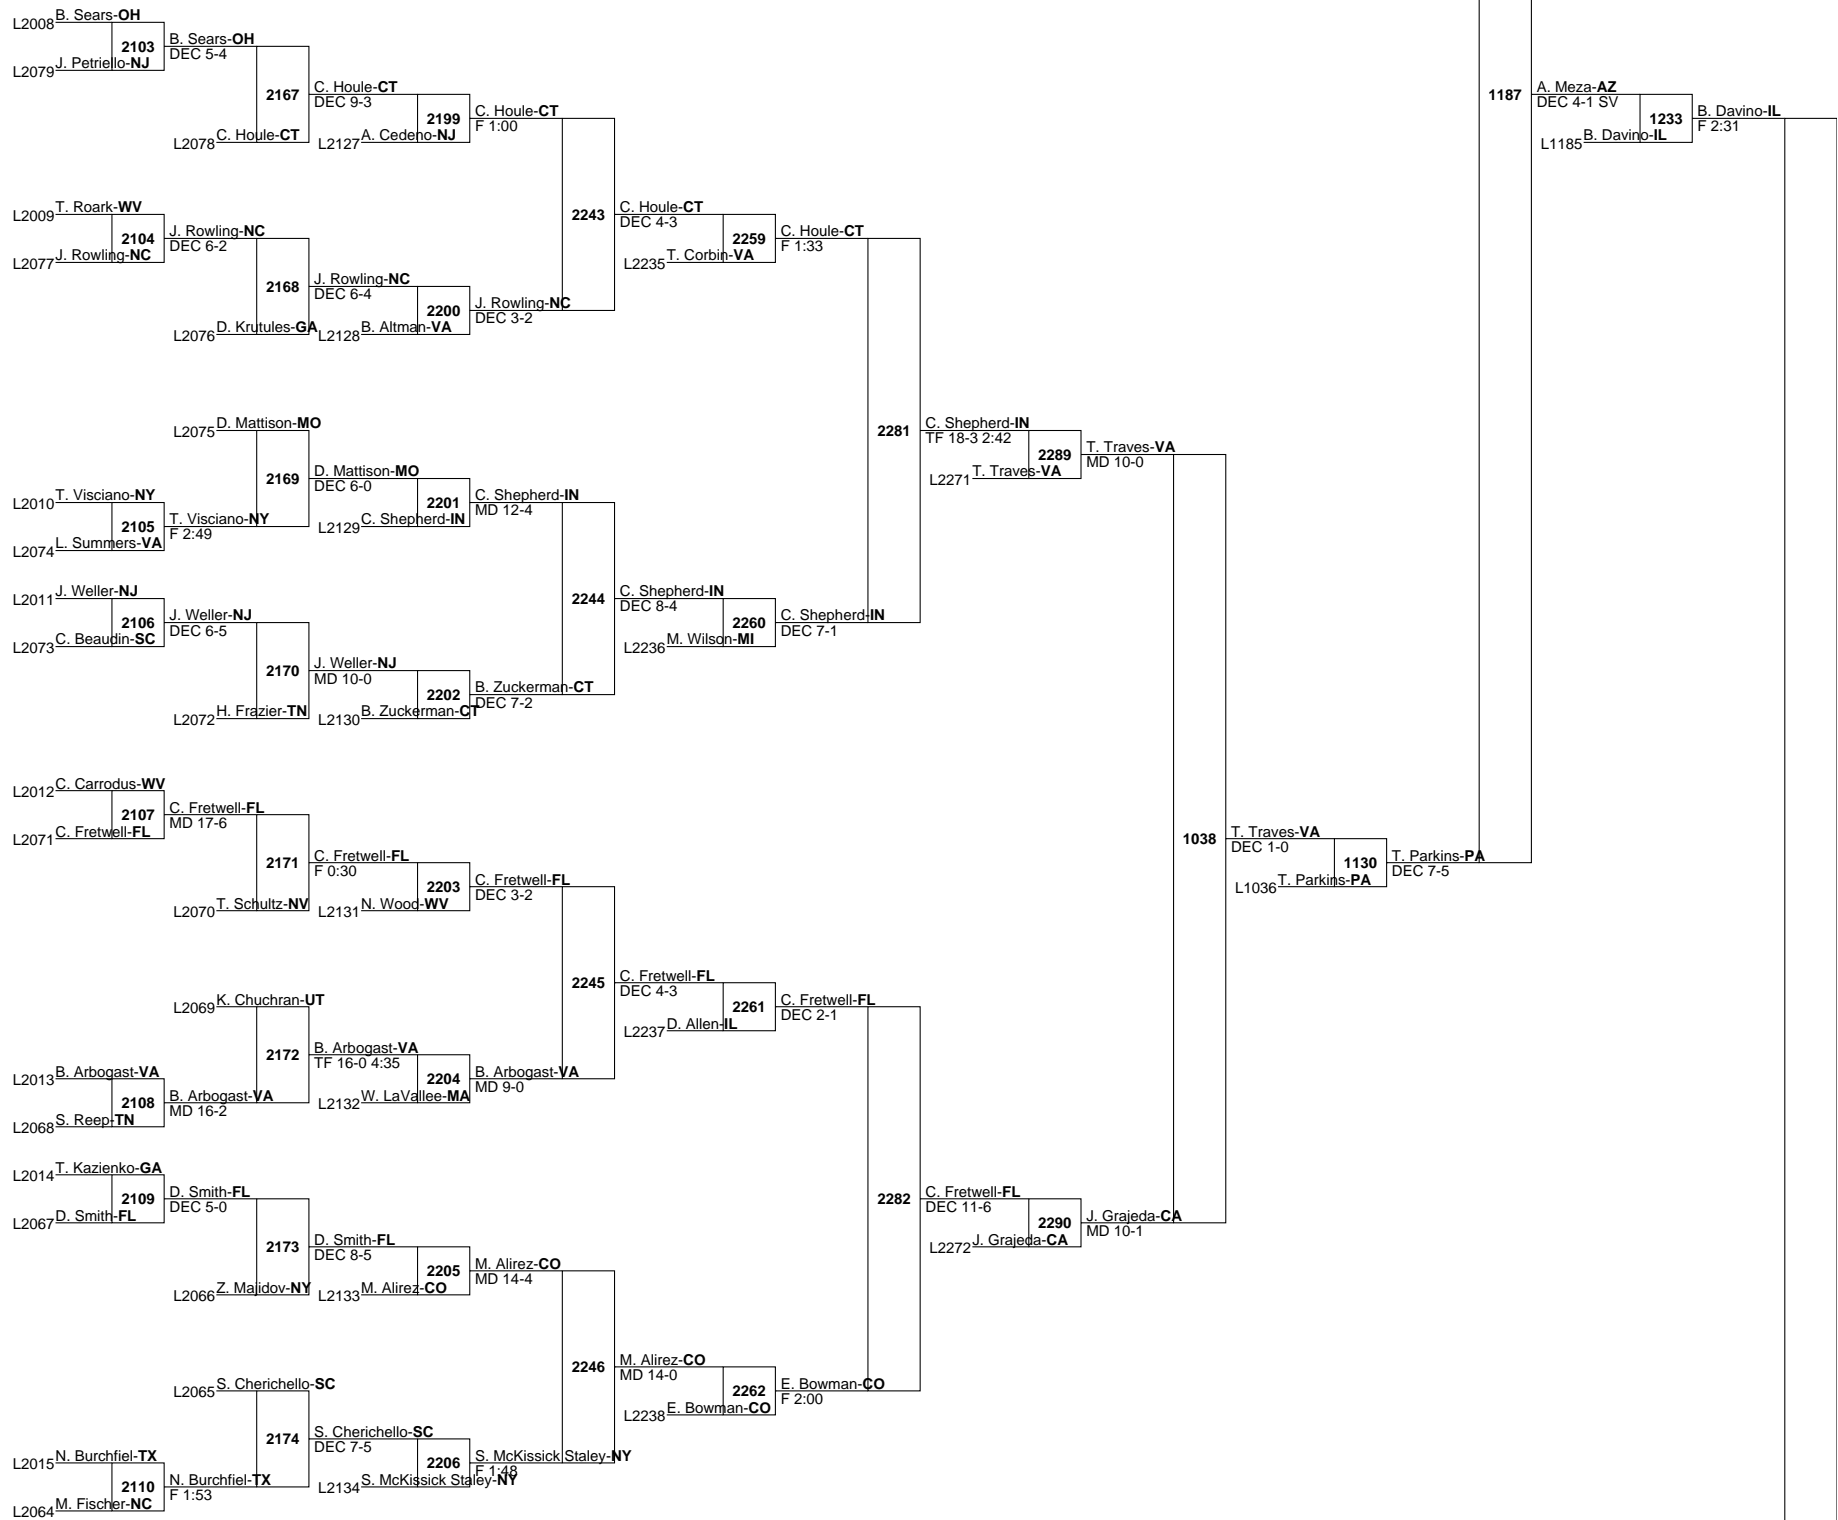 L2008 B. Sears-OH
2103 B. Sears-OH
DEC 5-4
L2079 J. Petriello-NJ
2167 C. Houle-CT
DEC 9-3
L2078 C. Houle-CT
2199 C. Houle-CT
F 1:00
L2127 A. Cedeno-NJ
L2009 T. Roark-WV
2104 J. Rowling-NC
DEC 6-2
L2077 J. Rowling-NC
2168 J. Rowling-NC
DEC 6-4
L2076 D. Krutules-GA
2200 J. Rowling-NC
DEC 3-2
L2128 B. Altman-VA
2243 C. Houle-CT
DEC 4-3
2259 C. Houle-CT
F 1:33
L2235 T. Corbin-VA
L2075 D. Mattison-MO
2169 D. Mattison-MO
DEC 6-0
L2010 T. Visciano-NY
2105 T. Visciano-NY
F 2:49
L2074 L. Summers-VA
2201 C. Shepherd-IN
MD 12-4
L2129 C. Shepherd-IN
L2011 J. Weller-NJ
2106 J. Weller-NJ
DEC 6-5
L2073 C. Beaudin-SC
2170 J. Weller-NJ
MD 10-0
L2072 H. Frazier-TN
2202 B. Zuckerman-CT
DEC 7-2
L2130 B. Zuckerman-CT
2244 C. Shepherd-IN
DEC 8-4
2260 C. Shepherd-IN
DEC 7-1
L2236 M. Wilson-MI
2281 C. Shepherd-IN
TF 18-3 2:42
2289 T. Traves-VA
MD 10-0
L2271 T. Traves-VA
L2012 C. Carrodus-WV
2107 C. Fretwell-FL
MD 17-6
L2071 C. Fretwell-FL
2171 C. Fretwell-FL
F 0:30
L2070 T. Schultz-NV
2203 C. Fretwell-FL
DEC 3-2
L2131 N. Wood-WV
L2069 K. Chuchran-UT
2172 B. Arbogast-VA
TF 16-0 4:35
L2013 B. Arbogast-VA
2108 B. Arbogast-VA
MD 16-2
L2068 S. Reep-TN
2204 B. Arbogast-VA
MD 9-0
L2132 W. LaVallee-MA
2245 C. Fretwell-FL
DEC 4-3
2261 C. Fretwell-FL
DEC 2-1
L2237 D. Allen-IL
L2014 T. Kazienko-GA
2109 D. Smith-FL
DEC 5-0
L2067 D. Smith-FL
2173 D. Smith-FL
DEC 8-5
L2066 Z. Majidov-NY
2205 M. Alirez-CO
MD 14-4
L2133 M. Alirez-CO
L2065 S. Cherichello-SC
2174 S. Cherichello-SC
DEC 7-5
L2015 N. Burchfiel-TX
2110 N. Burchfiel-TX
F 1:53
L2064 M. Fischer-NC
2206 S. McKissick Staley-NY
F 1:48
L2134 S. McKissick Staley-NY
2246 M. Alirez-CO
MD 14-0
2262 E. Bowman-CO
F 2:00
L2238 E. Bowman-CO
2282 C. Fretwell-FL
DEC 11-6
2290 J. Grajeda-CA
MD 10-1
L2272 J. Grajeda-CA
1038 T. Traves-VA
DEC 1-0
1130 T. Parkins-PA
DEC 7-5
L1036 T. Parkins-PA
1187 A. Meza-AZ
DEC 4-1 SV
1233 B. Davino-IL
F 2:31
L1185 B. Davino-IL